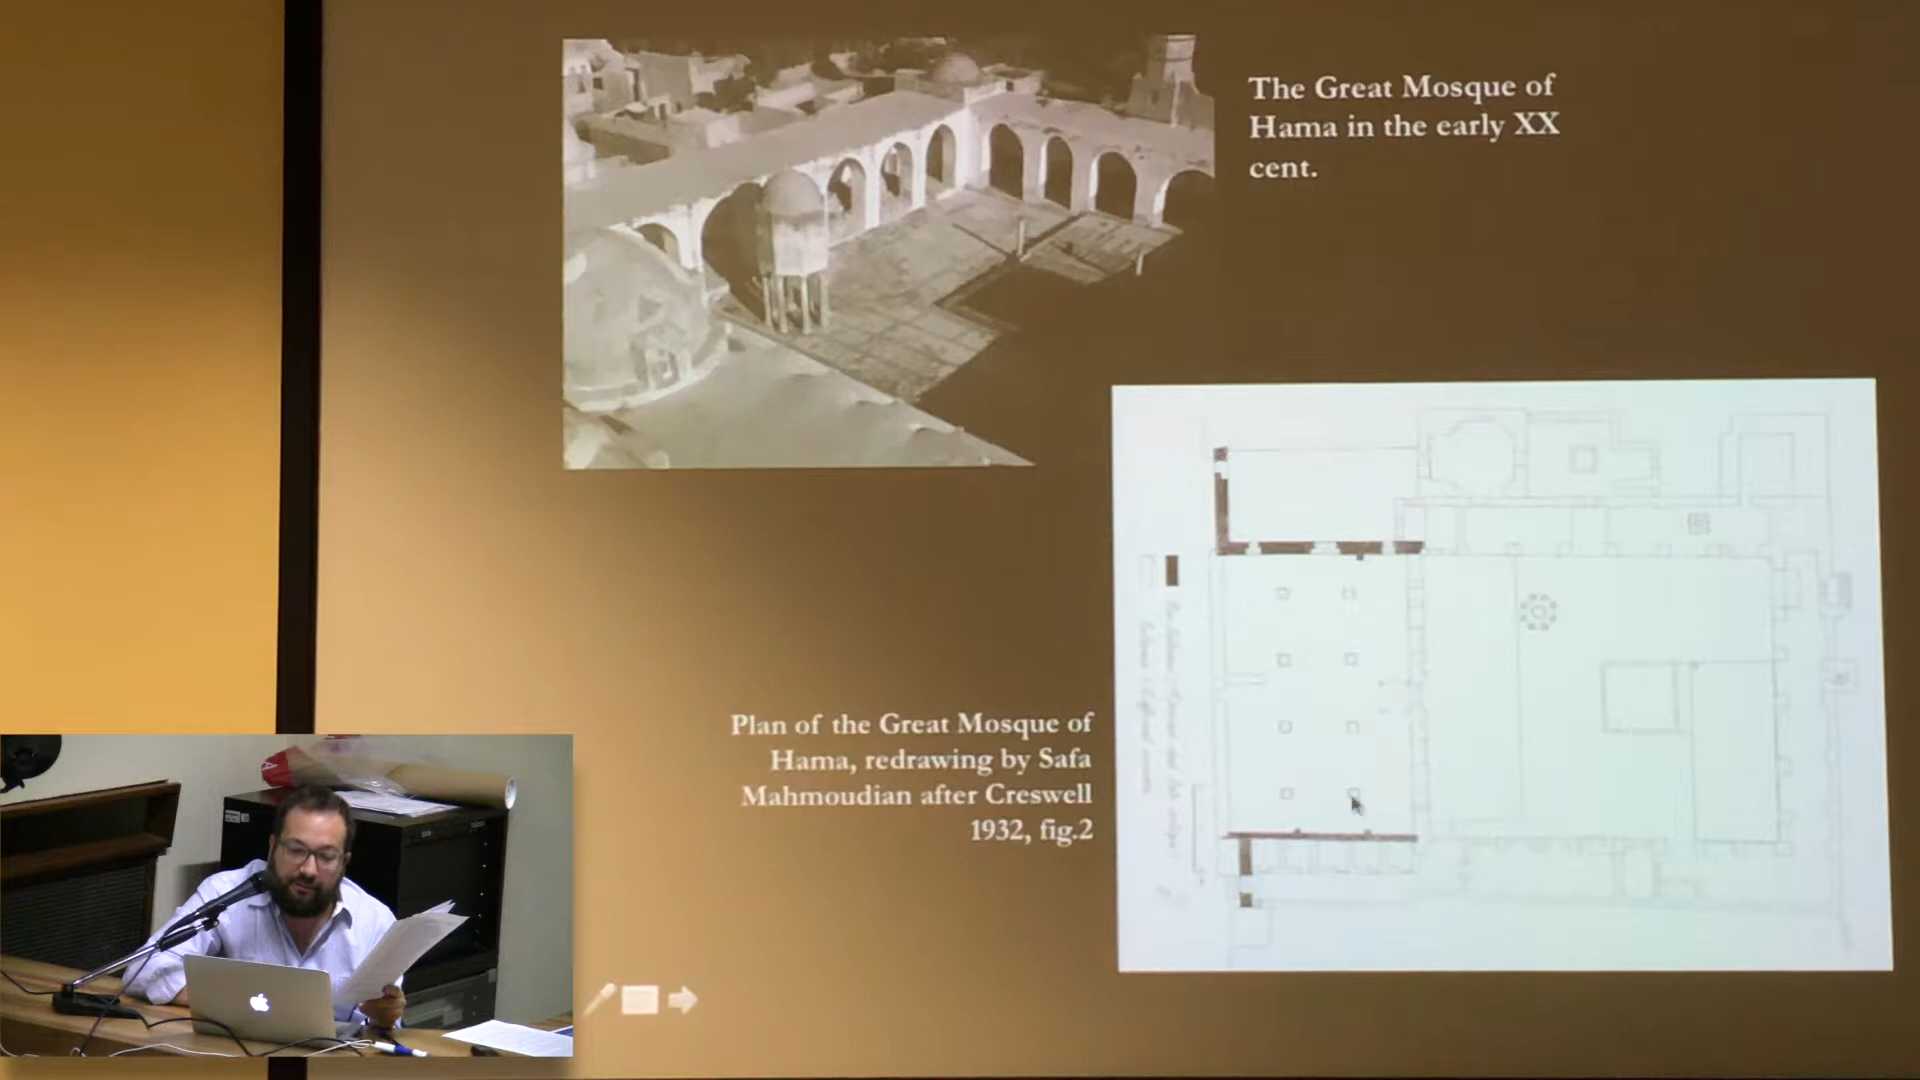 The Great Mosque of
Hama in the early XX
cent.
Plan of the Great Mosque of
Hama, redrawing by Safa
Mahmoudian after Creswell
1932, fig.2